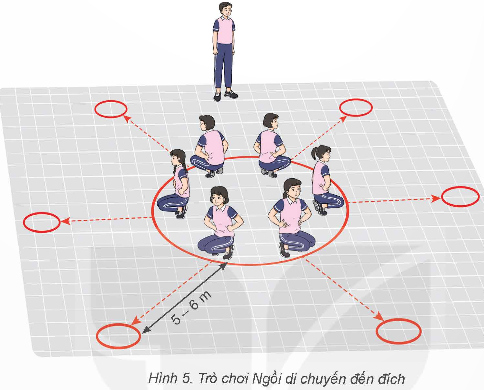 5 – 6 m
Hình 5. Trò chơi Ngồi di chuyển đến đích